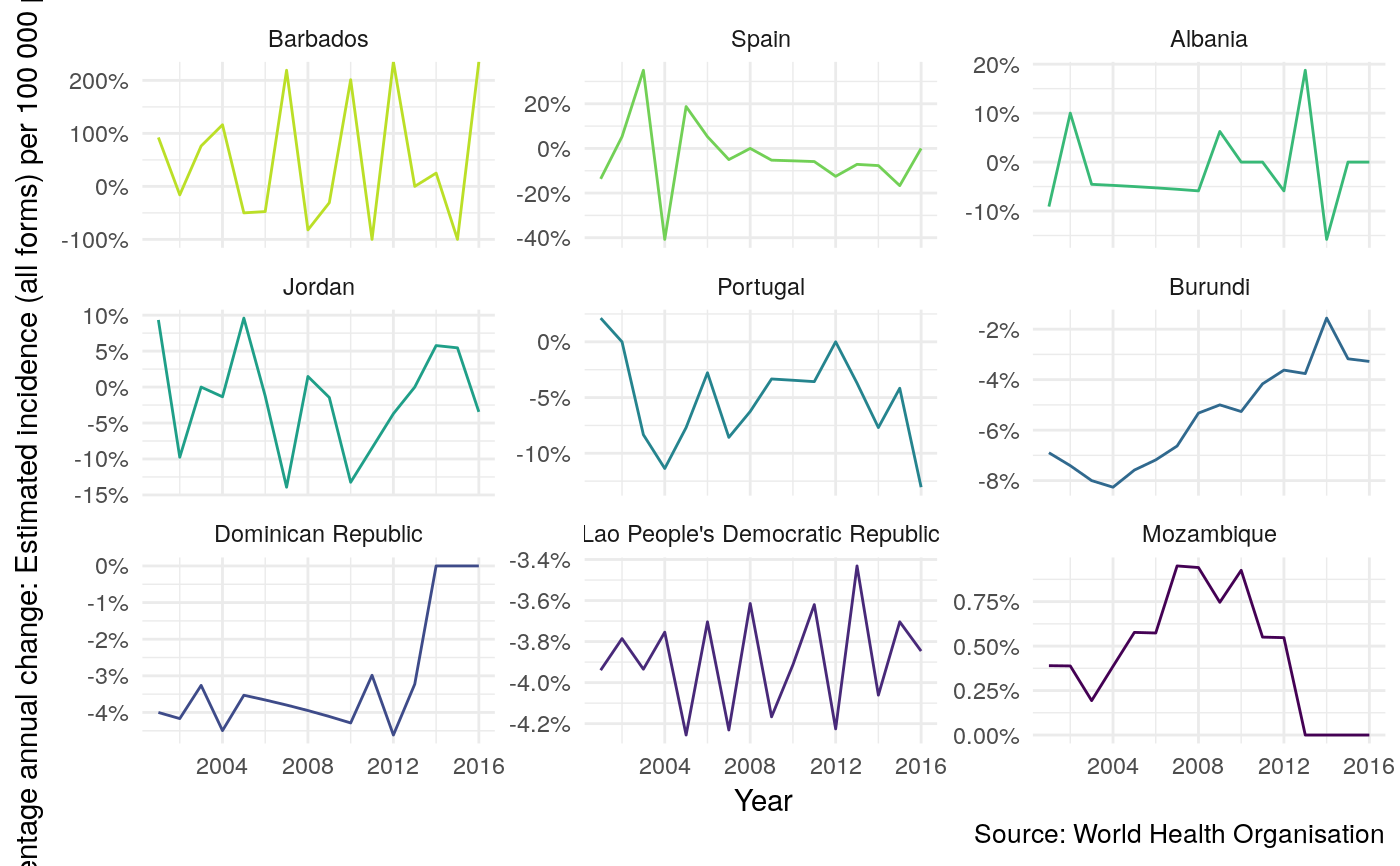 entage annual change: Estimated incidence (all forms) per 100 000
Barbados
200%
100%
0%
-100%
Spain
20%
0%
-20%
-40%
Albania
20%
10%
0%
-10%
Jordan
10%
5%
0%
-5%
-10%
-15%
Portugal
0%
-5%
-10%
Burundi
-2%
-4%
-6%
-8%
Dominican Republic
0%
-1%
-2%
-3%
-4%
2004 2008 2012 2016
Lao People's Democratic Republic
-3.4%
-3.6%
-3.8%
-4.0%
-4.2%
2004 2008 2012 2016
Mozambique
0.75%
0.50%
0.25%
0.00%
2004 2008 2012 2016
Year
Source: World Health Organisation